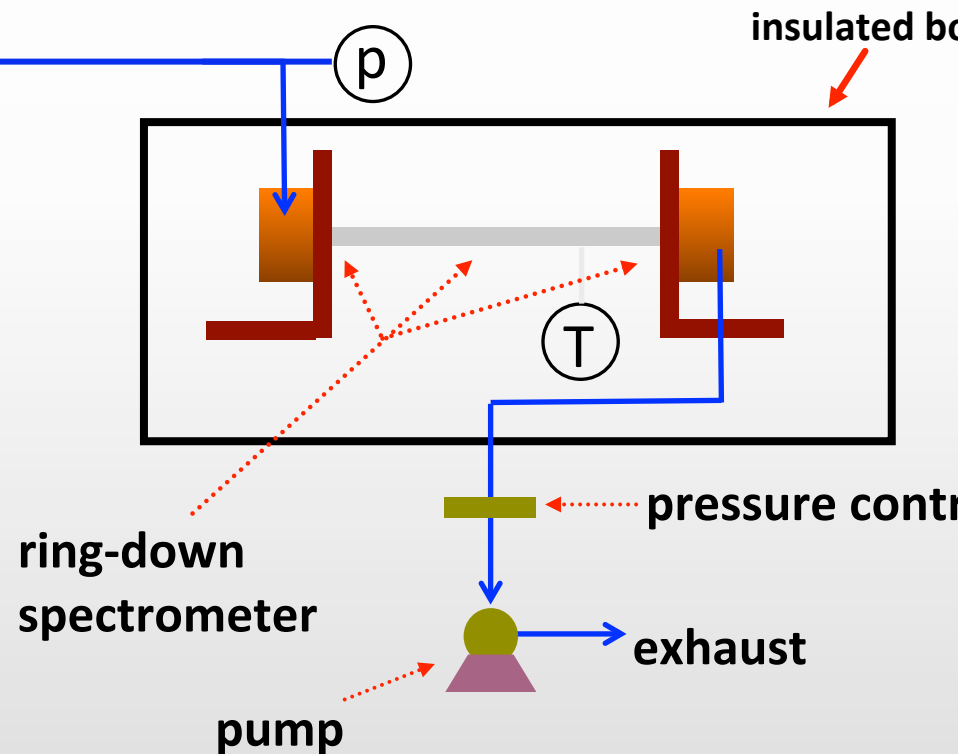 insulated bo
p
T
pressure contr
ring-down
spectrometer
exhaust
pump